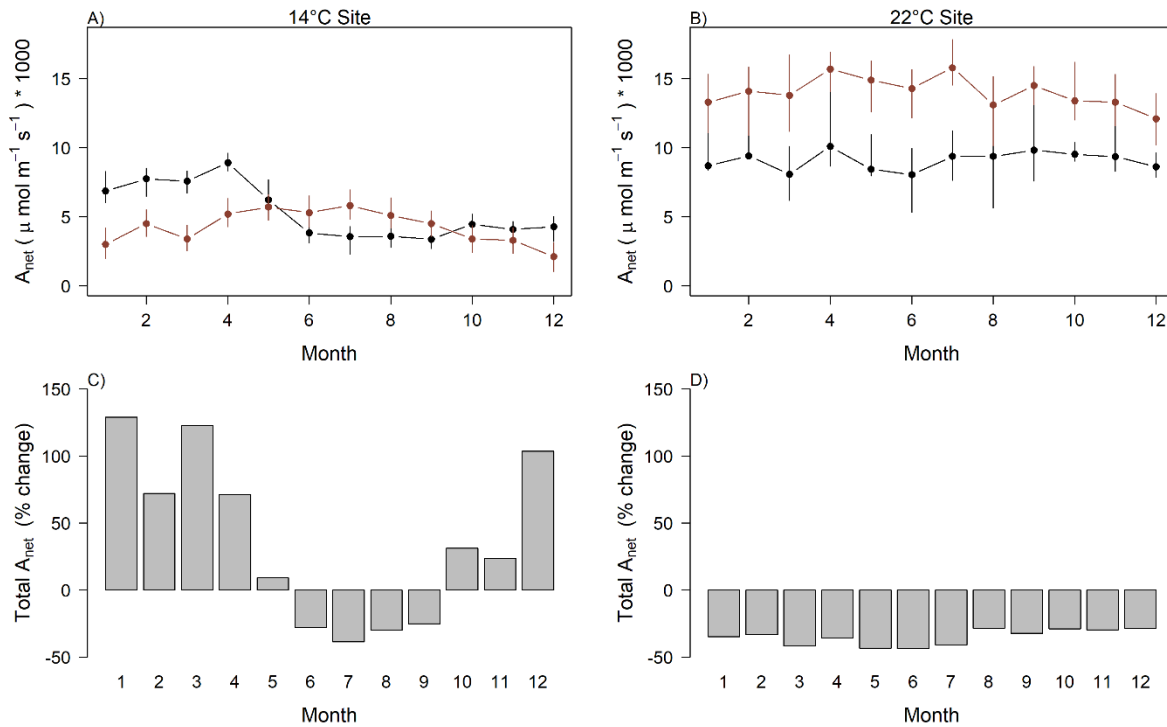 A) 14°C Site
A_net ( μ mol m⁻¹ s⁻¹ ) * 1000
15
10
5
0
2 4 6 8 10 12
Month
B) 22°C Site
A_net ( μ mol m⁻¹ s⁻¹ ) * 1000
15
10
5
0
2 4 6 8 10 12
Month
C)
Total A_net (% change)
150
100
50
0
-50
1 2 3 4 5 6 7 8 9 10 11 12
Month
D)
Total A_net (% change)
150
100
50
0
-50
1 2 3 4 5 6 7 8 9 10 11 12
Month